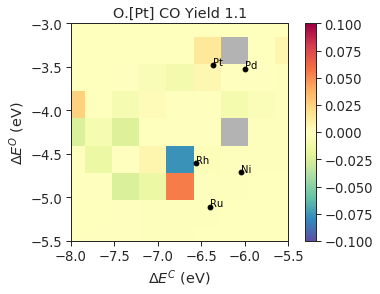 O.[Pt] CO Yield 1.1
−3.0
−3.5
−4.0
−4.5
−5.0
−5.5
ΔE^O (eV)
Pt
Pd
Rh
Ni
Ru
−8.0 −7.5 −7.0 −6.5 −6.0 −5.5
ΔE^C (eV)
0.100
0.075
0.050
0.025
0.000
−0.025
−0.050
−0.075
−0.100